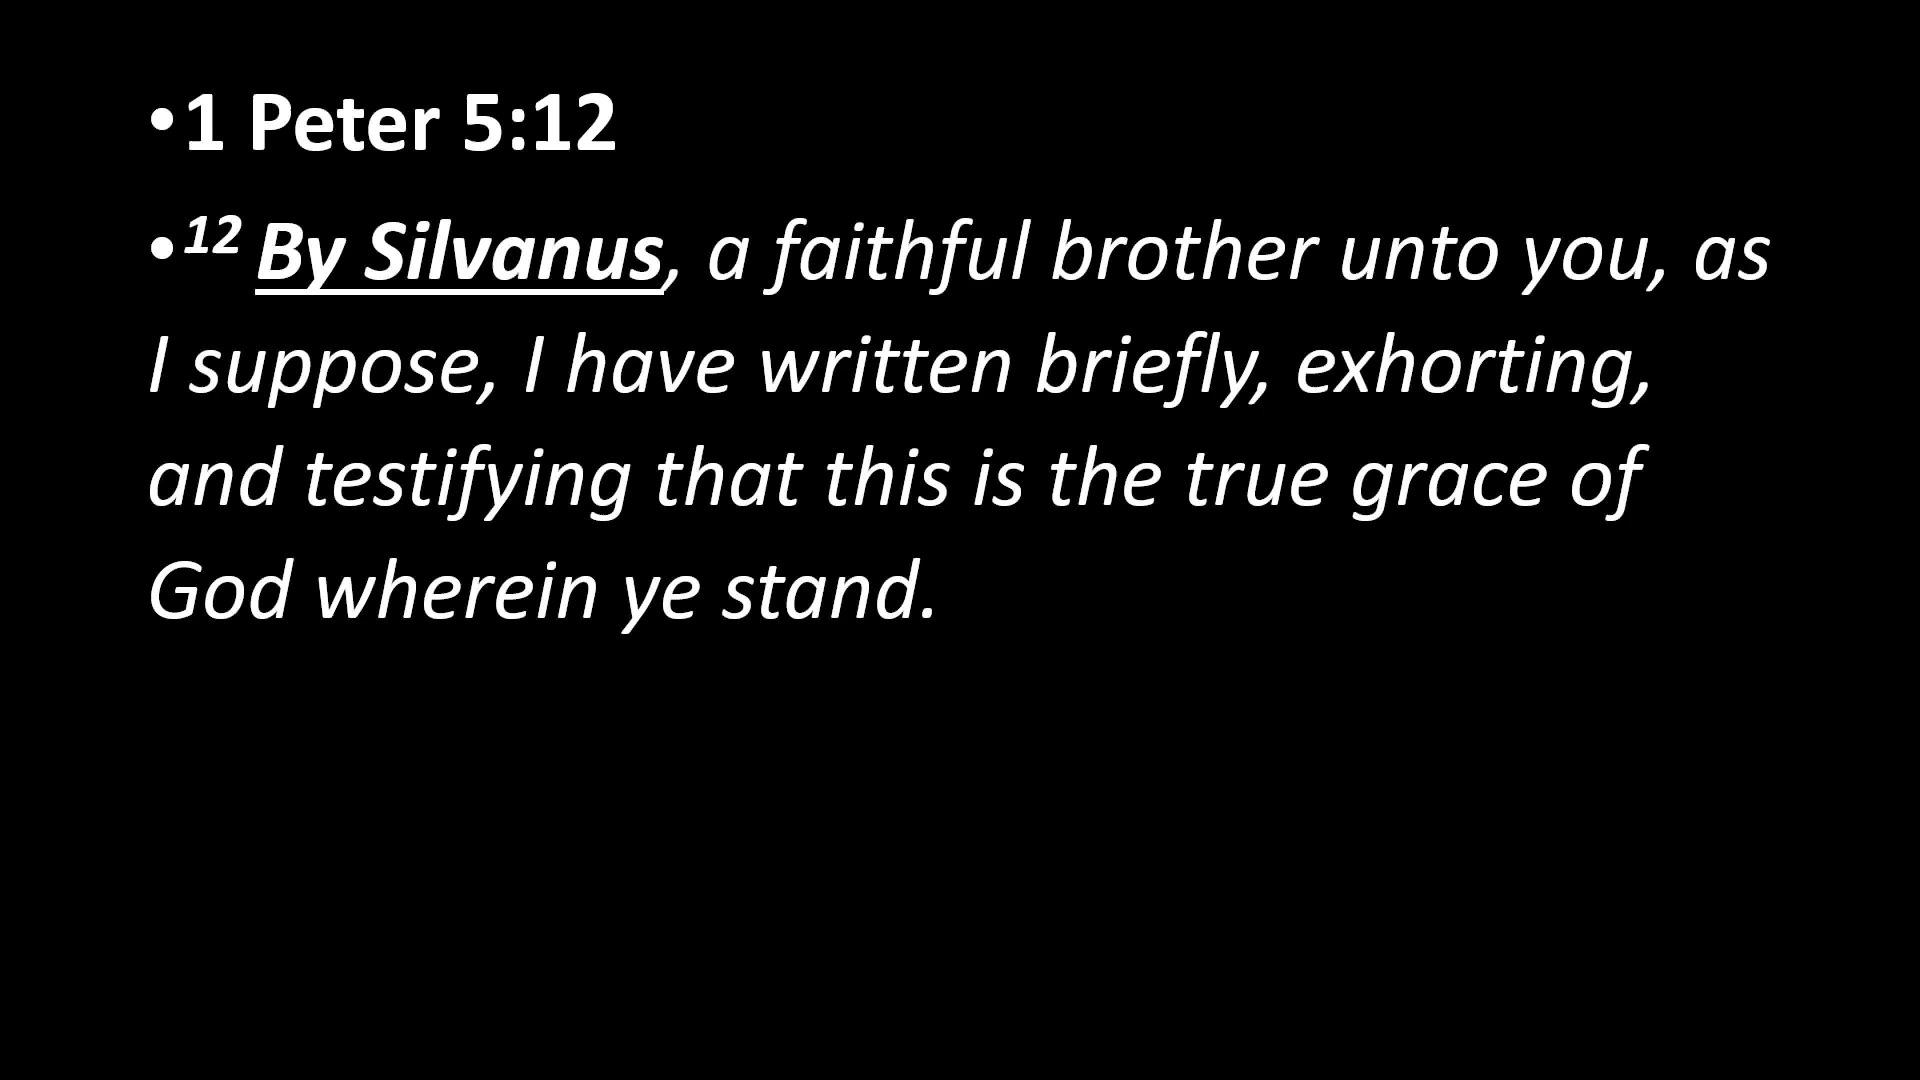 •1 Peter 5:12
•12 By Silvanus, a faithful brother unto you, as
I suppose, I have written briefly, exhorting,
and testifying that this is the true grace of
God wherein ye stand.